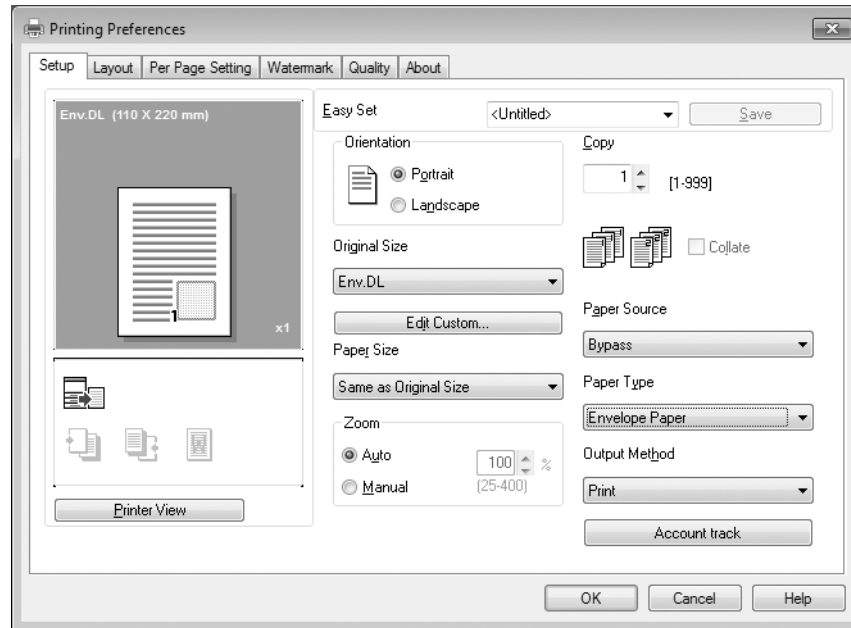 Printing Preferences
Setup Layout Per Page Setting Watermark Quality About
Env.DL (110 X 220 mm)
1
x1
Printer View
Easy Set <Untitled> Save
Orientation
Portrait
Landscape
Original Size
Env.DL
Edit Custom...
Paper Size
Same as Original Size
Zoom
Auto
Manual
100 %
(25-400)
Copy
1 [1-999]
Collate
Paper Source
Bypass
Paper Type
Envelope Paper
Output Method
Print
Account track
OK Cancel Help